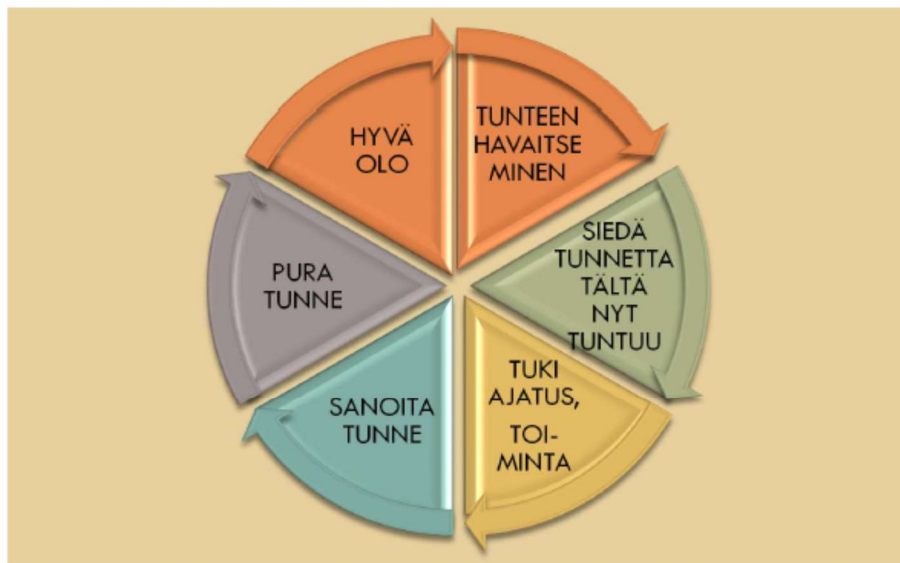 TUNTEEN
HAVAITSE
MINEN
SIEDÄ
TUNNETTA
TÄLTÄ
NYT
TUNTUU
TUKI
AJATUS,
TOI-
MINTA
SANOITA
TUNNE
PURA
TUNNE
HYVÄ
OLO